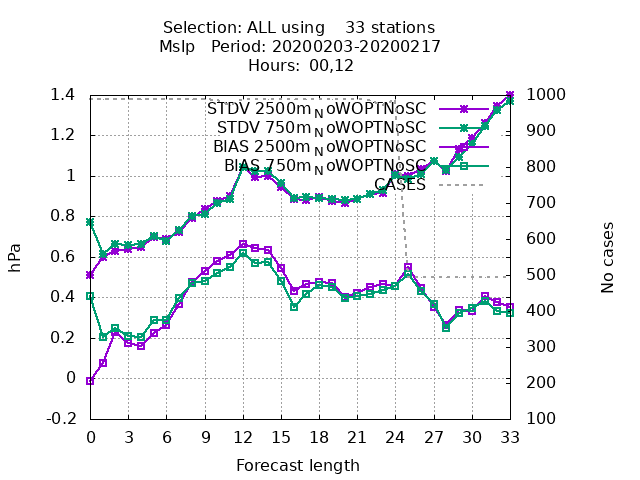 Selection: ALL using    33 stations
Mslp   Period: 20200203-20200217
Hours: 00,12
STDV 2500m_NoWOPTNoSC
STDV 750m_NoWOPTNoSC
BIAS 2500m_NoWOPTNoSC
BIAS 750m_NoWOPTNoSC
CASES
1.4
1.2
1
0.8
0.6
0.4
0.2
0
-0.2
hPa
1000
900
800
700
600
500
400
300
200
100
No cases
0 3 6 9 12 15 18 21 24 27 30 33
Forecast length